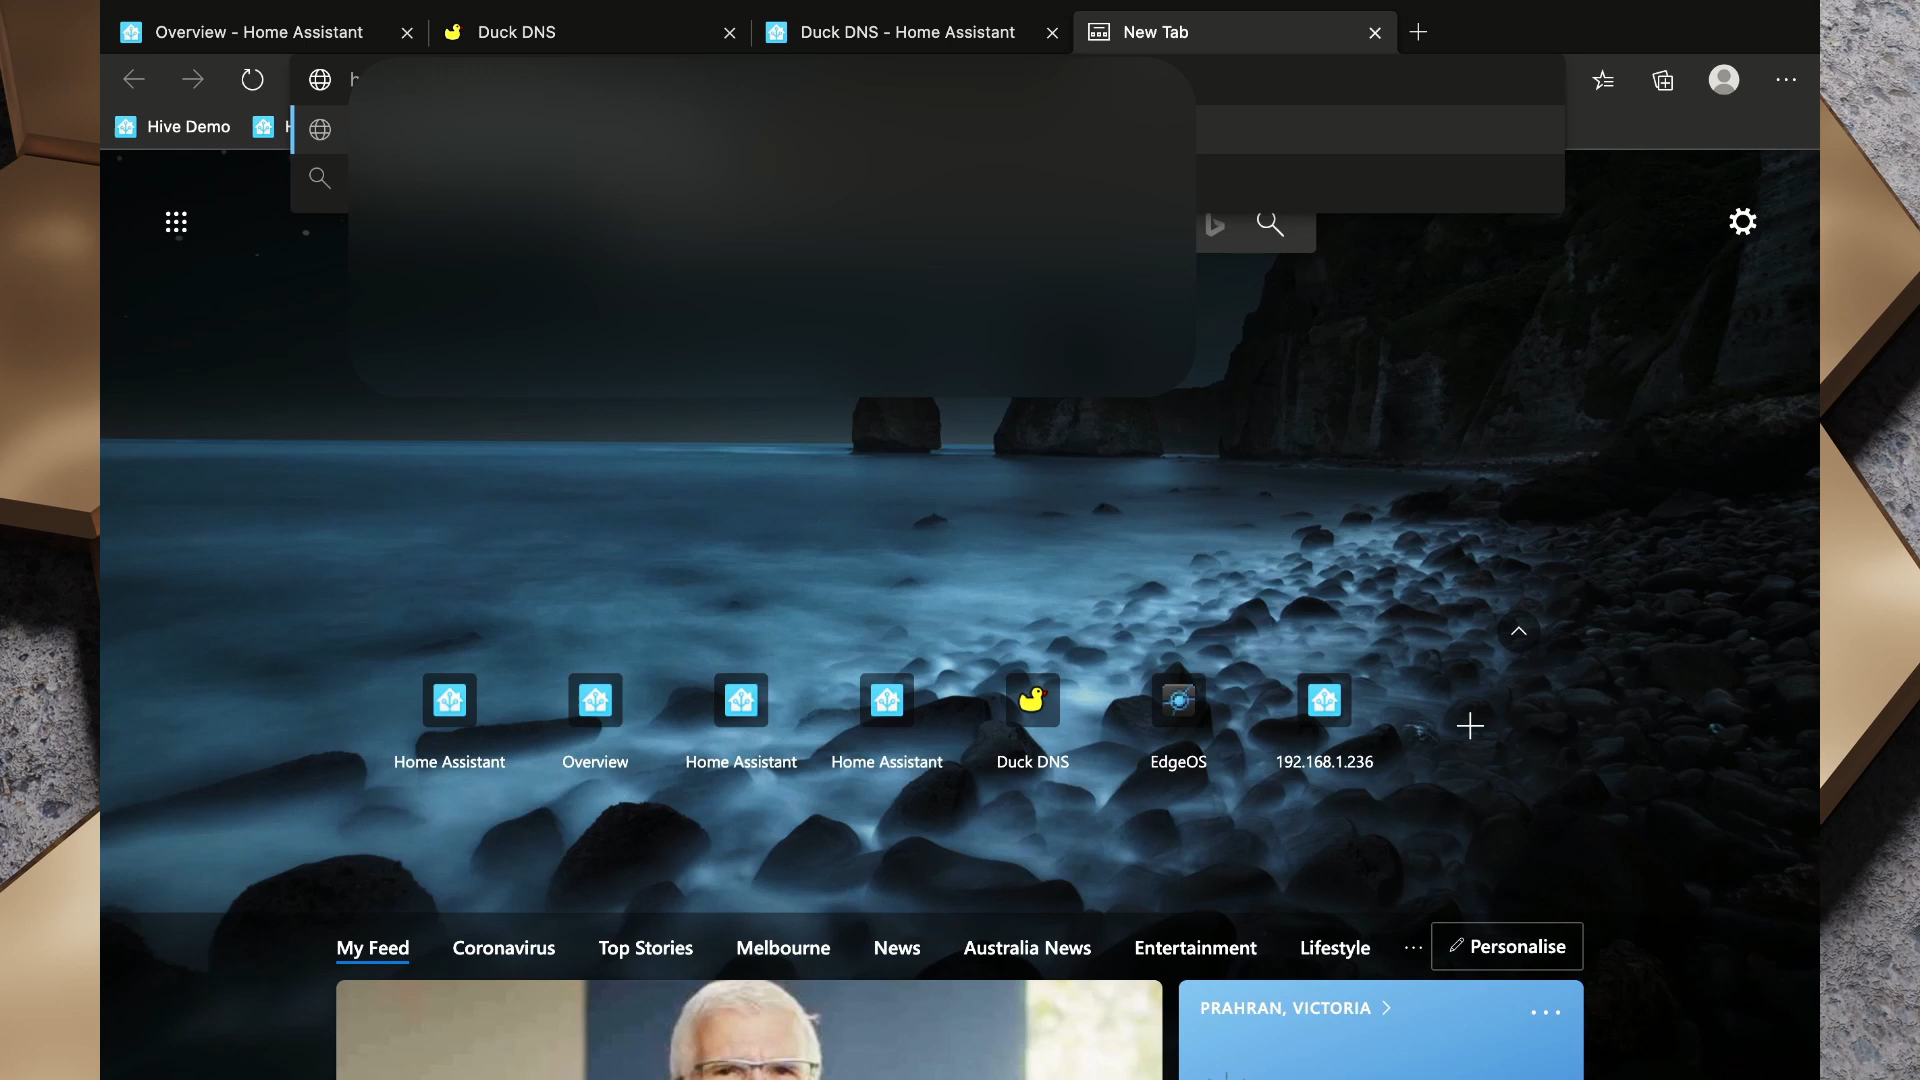 Overview - Home Assistant
Duck DNS
Duck DNS - Home Assistant
New Tab
h
Hive Demo
Home Assistant
Overview
Home Assistant
Home Assistant
Duck DNS
EdgeOS
192.168.1.236
My Feed
Coronavirus
Top Stories
Melbourne
News
Australia News
Entertainment
Lifestyle
Personalise
PRAHRAN, VICTORIA